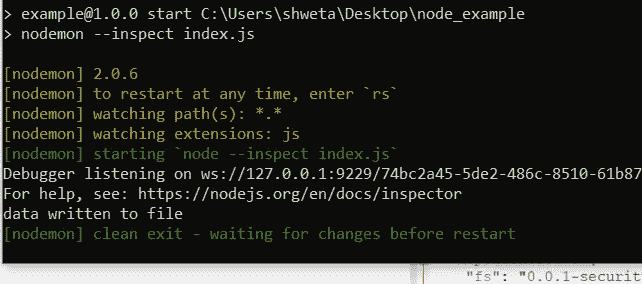 > example@1.0.0 start C:\Users\shweta\Desktop\node_example
> nodemon --inspect index.js
[nodemon] 2.0.6
[nodemon] to restart at any time, enter `rs`
[nodemon] watching path(s): *.*
[nodemon] watching extensions: js
[nodemon] starting `node --inspect index.js`
Debugger listening on ws://127.0.0.1:9229/74bc2a45-5de2-486c-8510-61b87
For help, see: https://nodejs.org/en/docs/inspector
data written to file
[nodemon] clean exit - waiting for changes before restart
"fs": "0.0.1-securit